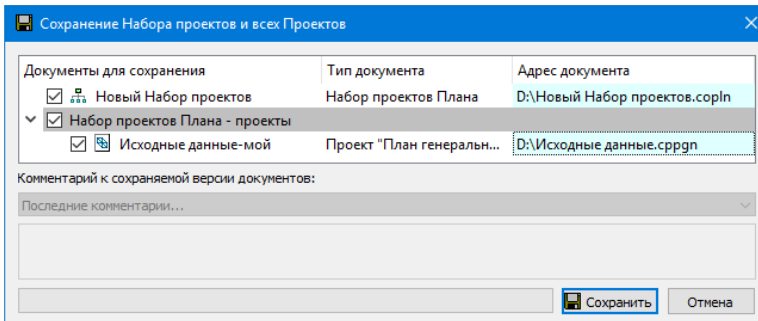 Сохранение Набора проектов и всех Проектов
Документы для сохранения Тип документа Адрес документа
Новый Набор проектов Набор проектов Плана D:\Новый Набор проектов.copln
Набор проектов Плана - проекты
Исходные данные-мой Проект "План генеральн... D:\Исходные данные.cppgn
Комментарий к сохраняемой версии документов:
Последние комментарии...
Сохранить Отмена